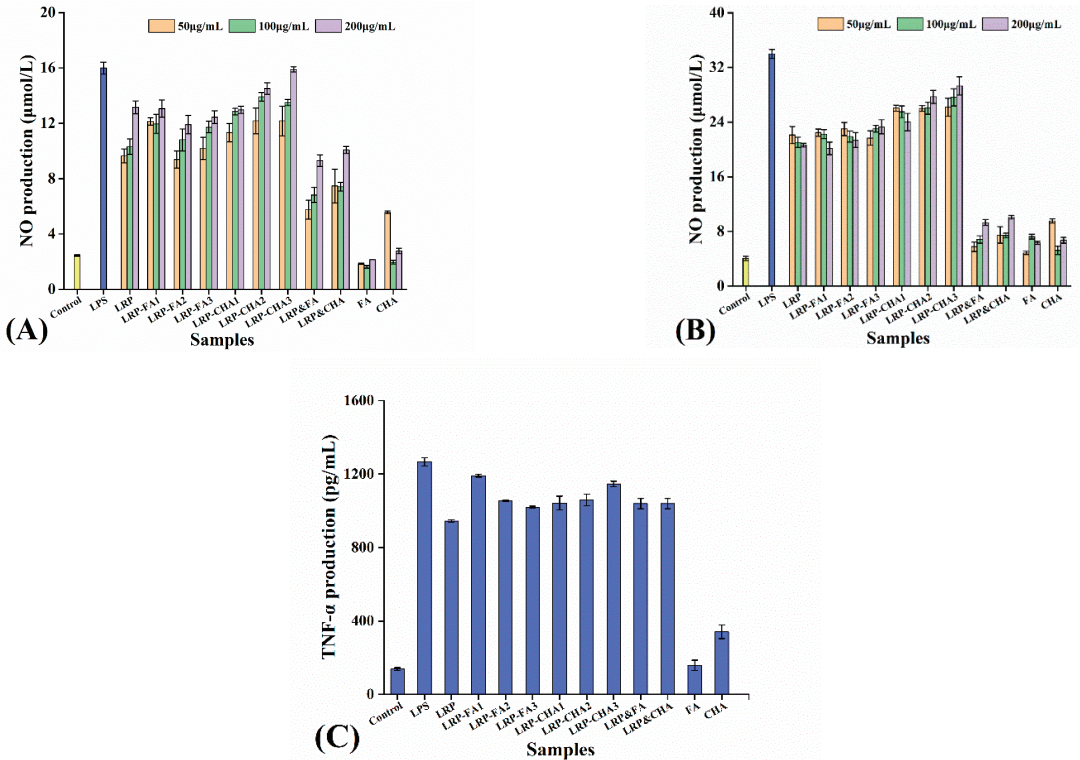 50μg/mL 100μg/mL 200μg/mL
NO production (μmol/L)
20
16
12
8
4
0
Control LPS LRP LRP-FA1 LRP-FA2 LRP-FA3 LRP-CHA1 LRP-CHA2 LRP-CHA3 LRP&FA LRP&CHA FA CHA
Samples
(A)
50μg/mL 100μg/mL 200μg/mL
NO production (μmol/L)
40
32
24
16
8
0
Control LPS LRP LRP-FA1 LRP-FA2 LRP-FA3 LRP-CHA1 LRP-CHA2 LRP-CHA3 LRP&FA LRP&CHA FA CHA
Samples
(B)
TNF-α production (pg/mL)
1600
1200
800
400
0
Control LPS LRP LRP-FA1 LRP-FA2 LRP-FA3 LRP-CHA1 LRP-CHA2 LRP-CHA3 LRP&FA LRP&CHA FA CHA
Samples
(C)